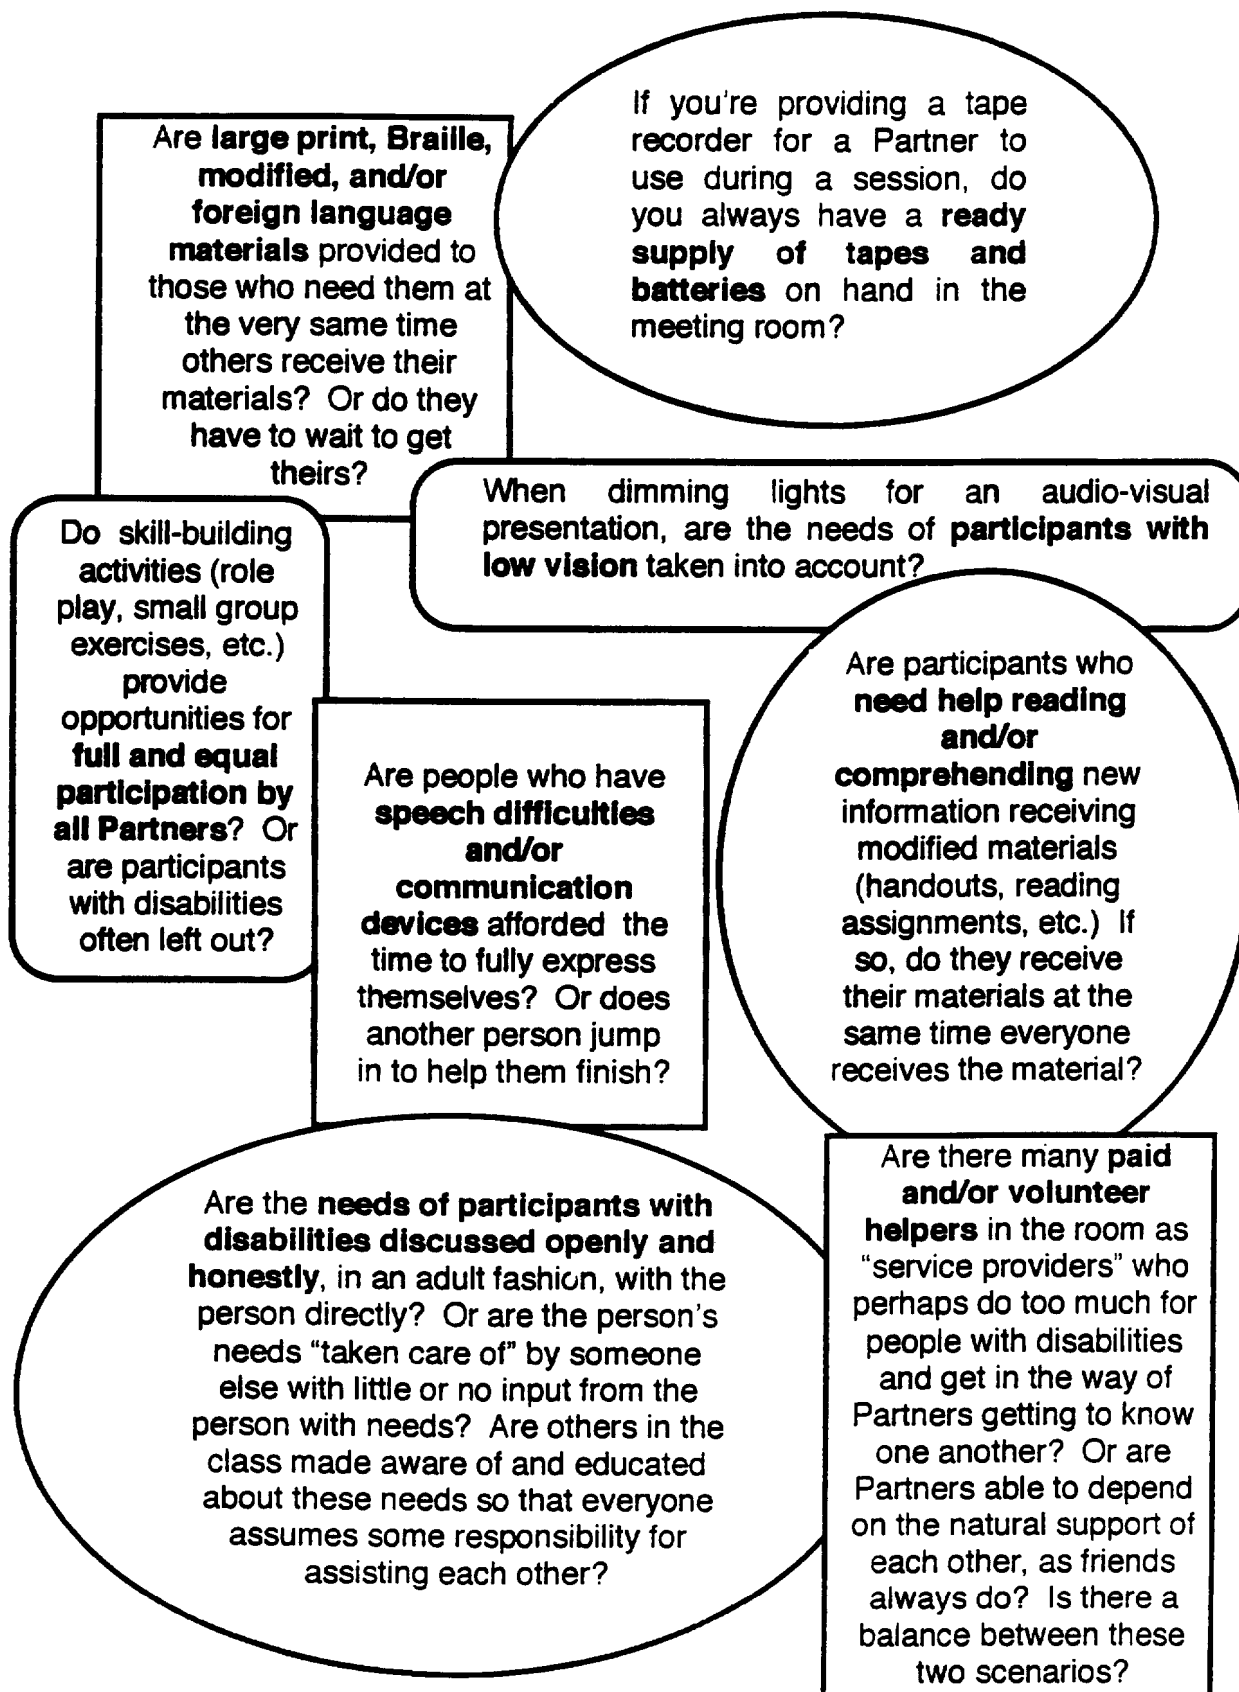 Are large print, Braille,
modified, and/or
foreign language
materials provided to
those who need them at
the very same time
others receive their
materials? Or do they
have to wait to get
theirs?
If you're providing a tape
recorder for a Partner to
use during a session, do
you always have a ready
supply of tapes and
batteries on hand in the
meeting room?
When dimming lights for an audio-visual
presentation, are the needs of participants with
low vision taken into account?
Do skill-building
activities (role
play, small group
exercises, etc.)
provide
opportunities for
full and equal
participation by
all Partners? Or
are participants
with disabilities
often left out?
Are people who have
speech difficulties
and/or
communication
devices afforded the
time to fully express
themselves? Or does
another person jump
in to help them finish?
Are participants who
need help reading
and/or
comprehending new
information receiving
modified materials
(handouts, reading
assignments, etc.) If
so, do they receive
their materials at the
same time everyone
receives the material?
Are the needs of participants with
disabilities discussed openly and
honestly, in an adult fashion, with the
person directly? Or are the person's
needs "taken care of" by someone
else with little or no input from the
person with needs? Are others in the
class made aware of and educated
about these needs so that everyone
assumes some responsibility for
assisting each other?
Are there many paid
and/or volunteer
helpers in the room as
"service providers" who
perhaps do too much for
people with disabilities
and get in the way of
Partners getting to know
one another? Or are
Partners able to depend
on the natural support of
each other, as friends
always do? Is there a
balance between these
two scenarios?